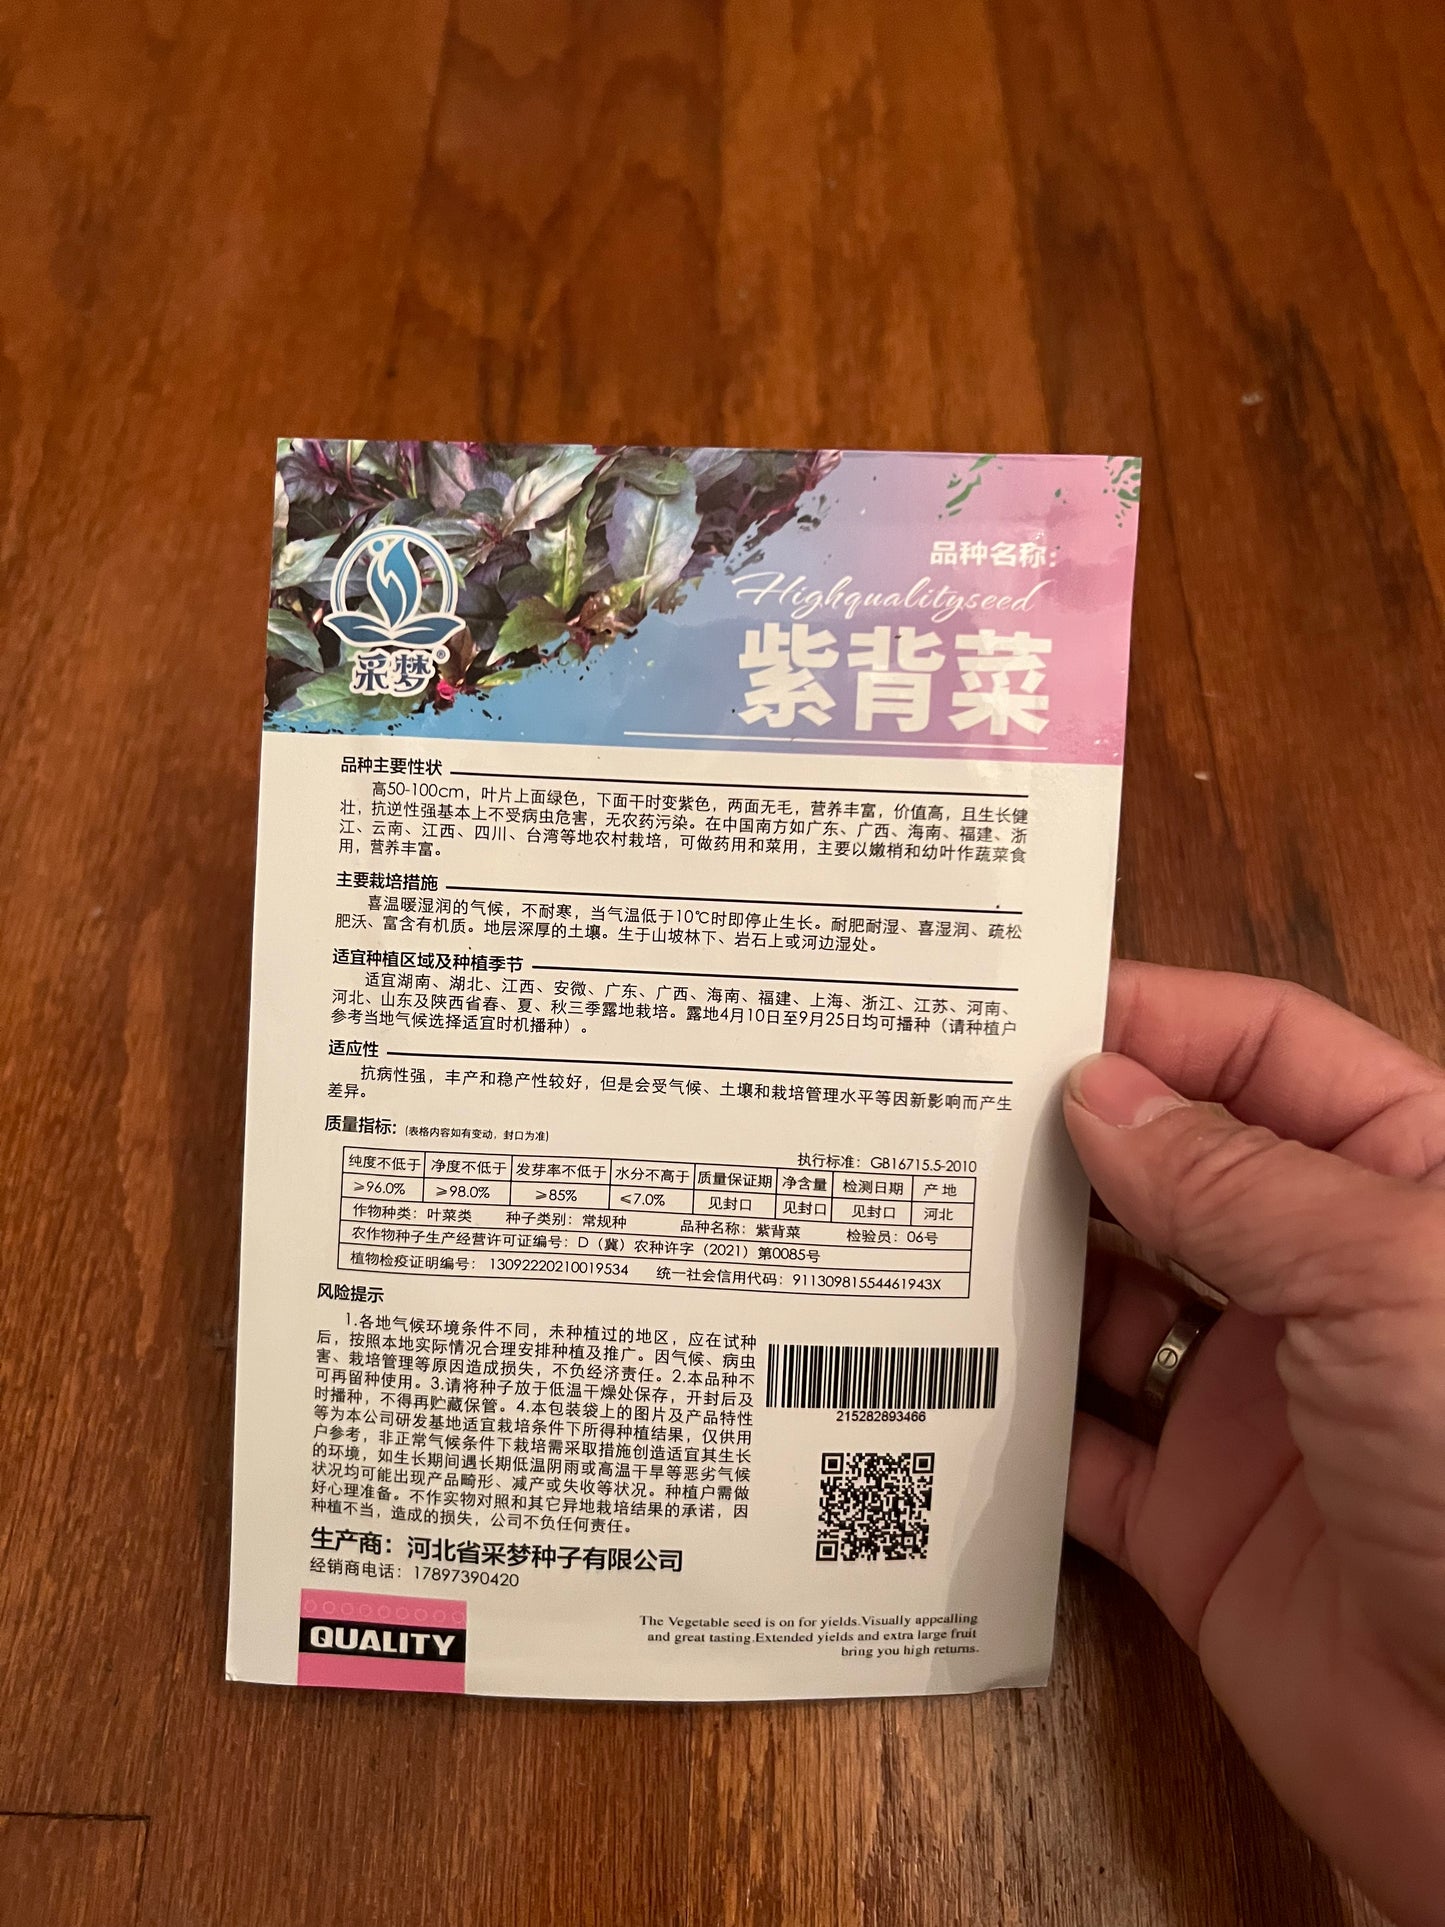 采梦®
品种名称:
Highqualityseed
紫背菜
品种主要性状
高50-100cm，叶片上面绿色，下面干时变紫色，两面无毛，营养丰富，价值高，且生长健
壮，抗逆性强基本上不受病虫危害，无农药污染。在中国南方如广东、广西、海南、福建、浙
江、云南、江西、四川、台湾等地农村栽培，可做药用和菜用，主要以嫩梢和幼叶作蔬菜食
用，营养丰富。
主要栽培措施
喜温暖湿润的气候，不耐寒，当气温低于10℃时即停止生长。耐肥耐湿、喜湿润、疏松
肥沃、富含有机质。地层深厚的土壤。生于山坡林下、岩石上或河边湿处。
适宜种植区域及种植季节
适宜湖南、湖北、江西、安微、广东、广西、海南、福建、上海、浙江、江苏、河南、
河北、山东及陕西省春、夏、秋三季露地栽培。露地4月10日至9月25日均可播种（请种植户
参考当地气候选择适宜时机播种）。
适应性
抗病性强，丰产和稳产性较好，但是会受气候、土壤和栽培管理水平等因新影响而产生
差异。
质量指标:（表格内容如有变动，封口为准）
执行标准：GB16715.5-2010
纯度不低于 净度不低于 发芽率不低于 水分不高于 质量保证期 净含量 检测日期 产 地
≥96.0% ≥98.0% ≥85% ≤7.0% 见封口 见封口 见封口 河北
作物种类：叶菜类 种子类别：常规种 品种名称：紫背菜 检验员：06号
农作物种子生产经营许可证编号：D（冀）农种许字（2021）第0085号
植物检疫证明编号： 13092220210019534 统一社会信用代码：91130981554461943X
风险提示
1.各地气候环境条件不同，未种植过的地区，应在试种
后，按照本地实际情况合理安排种植及推广。因气候、病虫
害、栽培管理等原因造成损失，不负经济责任。2.本品种不
可再留种使用。3.请将种子放于低温干燥处保存，开封后及
时播种，不得再贮藏保管。4.本包装袋上的图片及产品特性
等为本公司研发基地适宜栽培条件下所得种植结果，仅供用
户参考，非正常气候条件下栽培需采取措施创造适宜其生长
的环境，如生长期间遇长期低温阴雨或高温干旱等恶劣气候
状况均可能出现产品畸形、减产或失收等状况。种植户需做
好心理准备。不作实物对照和其它异地栽培结果的承诺，因
种植不当，造成的损失，公司不负任何责任。
215282893466
生产商：河北省采梦种子有限公司
经销商电话：17897390420
QUALITY
The Vegetable seed is on for yields.Visually appealling
and great tasting.Extended yields and extra large fruit
bring you high returns.